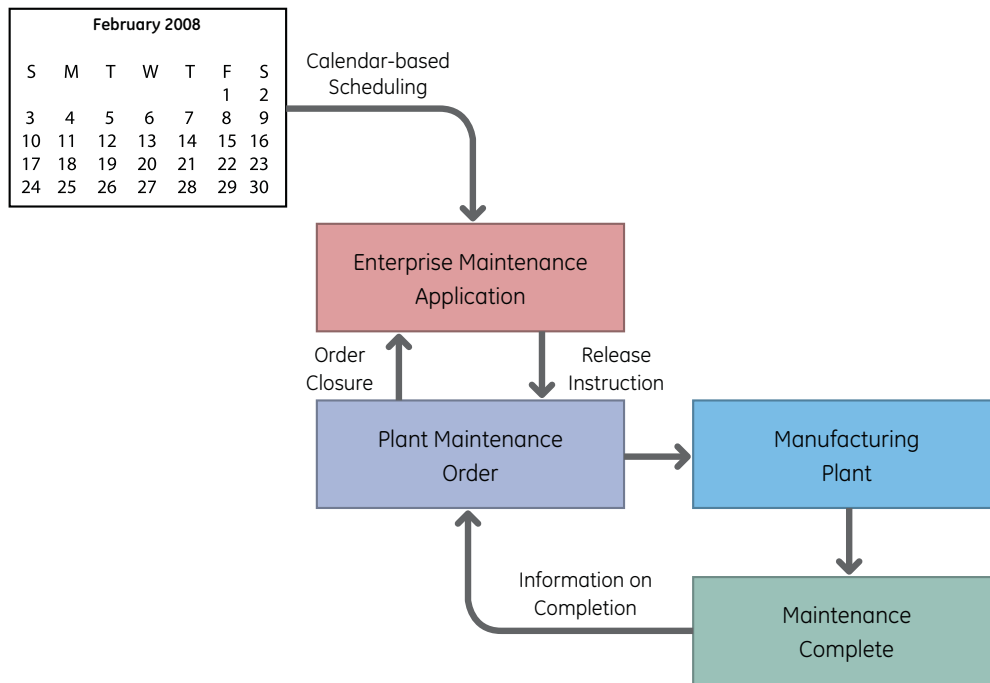 February 2008
S M T W T F S
1 2
3 4 5 6 7 8 9
10 11 12 13 14 15 16
17 18 19 20 21 22 23
24 25 26 27 28 29 30
Calendar-based
Scheduling
Enterprise Maintenance
Application
Order
Closure
Release
Instruction
Plant Maintenance
Order
Manufacturing
Plant
Information on
Completion
Maintenance
Complete